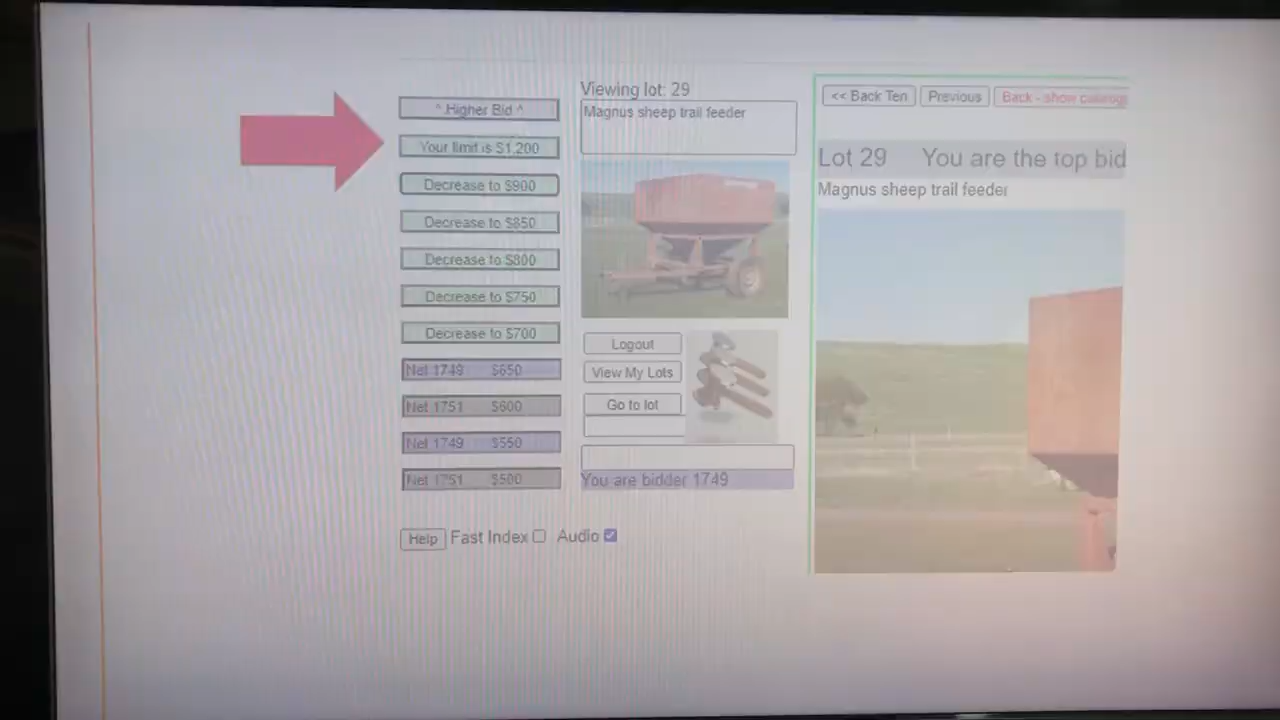 ^ Higher Bid ^
Your limit is $1,200
Decrease to $900
Decrease to $850
Decrease to $800
Decrease to $750
Decrease to $700
Net 1749 $650
Net 1751 $600
Net 1749 $550
Net 1751 $500
Help Fast Index Audio
Viewing lot: 29
Magnus sheep trail feeder
Logout
View My Lots
Go to lot
You are bidder 1749
<< Back Ten Previous Back - show catalog
Lot 29 You are the top bid
Magnus sheep trail feeder